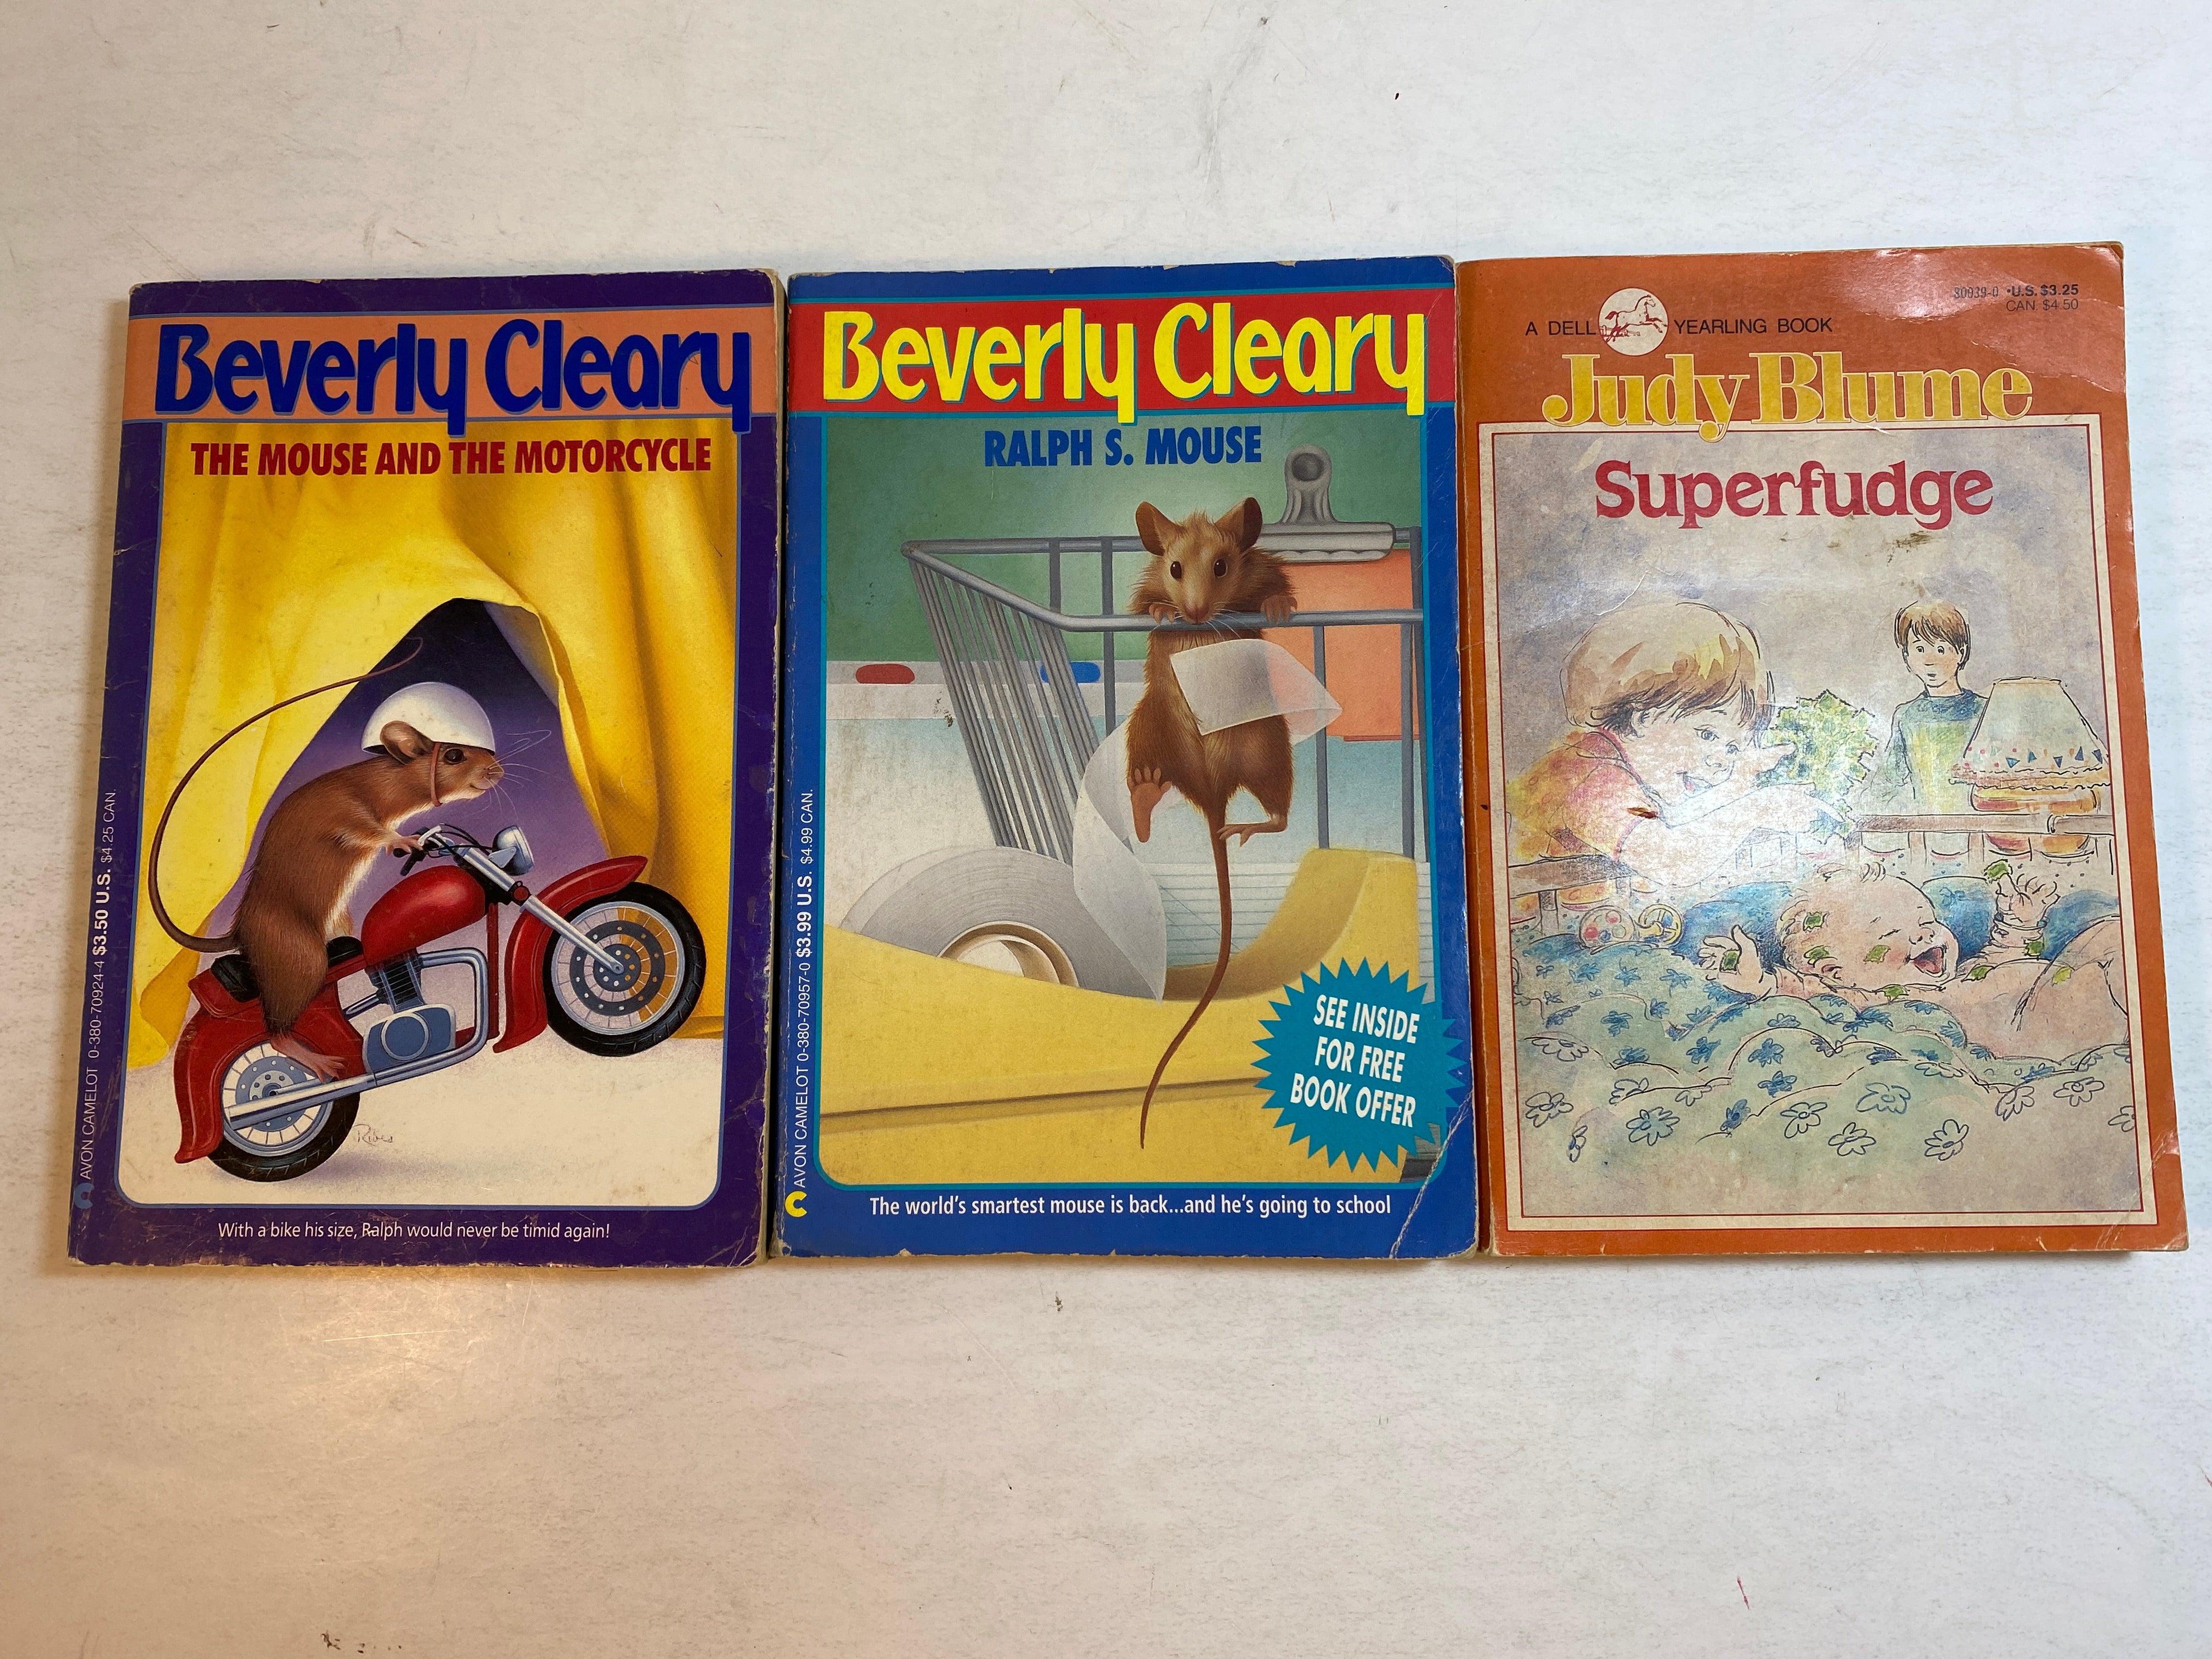 Beverly Cleary
THE MOUSE AND THE MOTORCYCLE
AVON CAMELOT 0-380-70924-4 $3.50 U.S. $4.25 CAN.
Rives
With a bike his size, Ralph would never be timid again!
Beverly Cleary
RALPH S. MOUSE
AVON CAMELOT 0-380-70957-0 $3.99 U.S. $4.99 CAN.
SEE INSIDE
FOR FREE
BOOK OFFER
The world's smartest mouse is back...and he's going to school
80939-0 •U.S. $3.25
CAN $4.50
A DELL YEARLING BOOK
Judy Blume
Superfudge